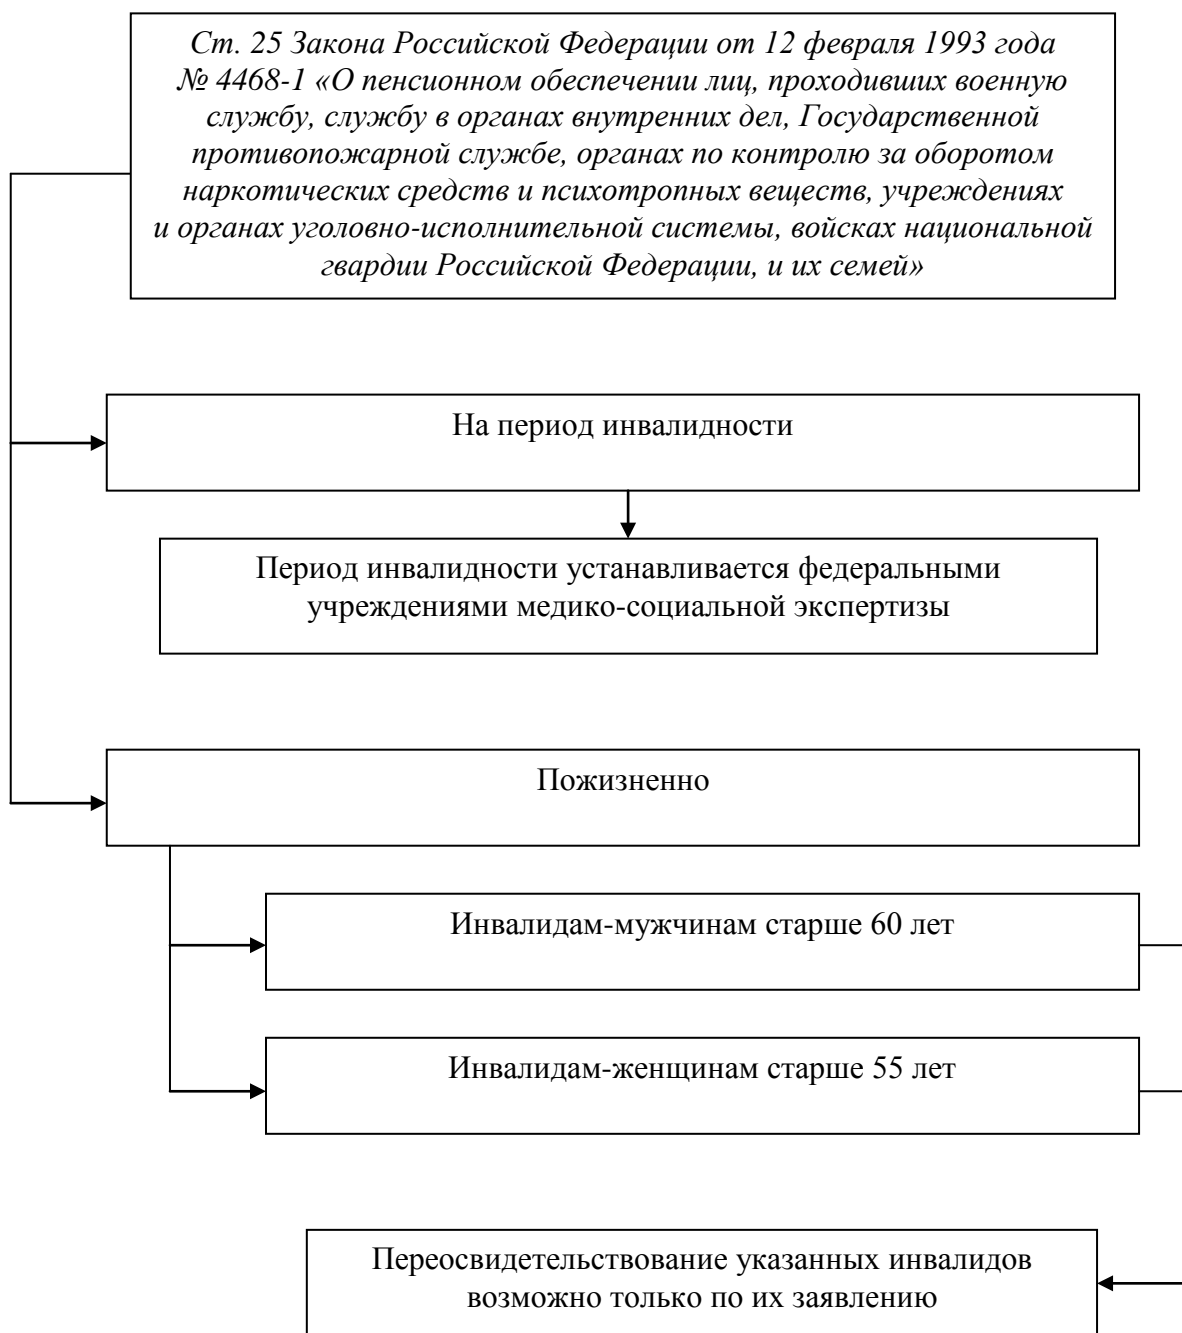 Ст. 25 Закона Российской Федерации от 12 февраля 1993 года
№ 4468-1 «О пенсионном обеспечении лиц, проходивших военную
службу, службу в органах внутренних дел, Государственной
противопожарной службе, органах по контролю за оборотом
наркотических средств и психотропных веществ, учреждениях
и органах уголовно-исполнительной системы, войсках национальной
гвардии Российской Федерации, и их семей»
На период инвалидности
Период инвалидности устанавливается федеральными
учреждениями медико-социальной экспертизы
Пожизненно
Инвалидам-мужчинам старше 60 лет
Инвалидам-женщинам старше 55 лет
Переосвидетельствование указанных инвалидов
возможно только по их заявлению